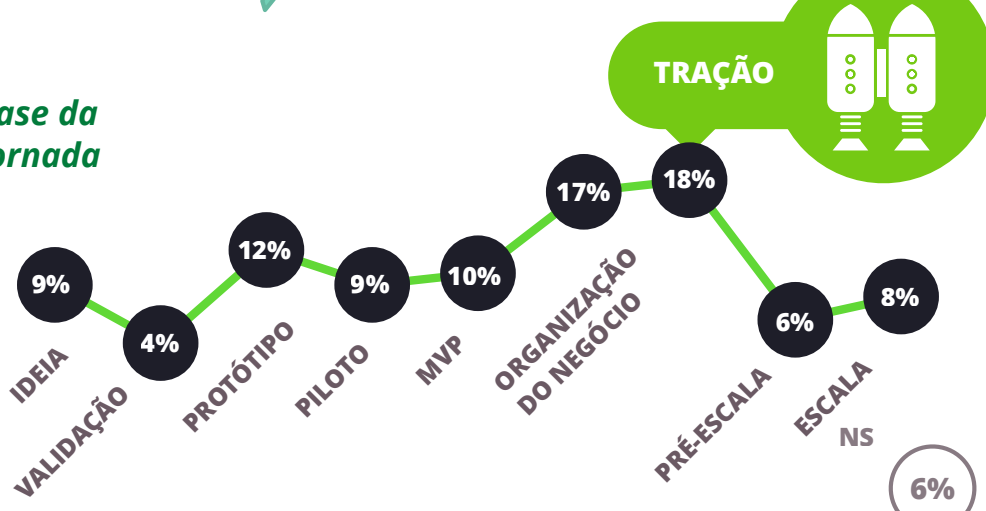 TRAÇÃO
ase da
ornada
9%
4%
12%
9%
10%
17%
18%
6%
8%
IDEIA
VALIDAÇÃO
PROTÓTIPO
PILOTO
MVP
ORGANIZAÇÃO
DO NEGÓCIO
PRÉ-ESCALA
ESCALA
NS
6%